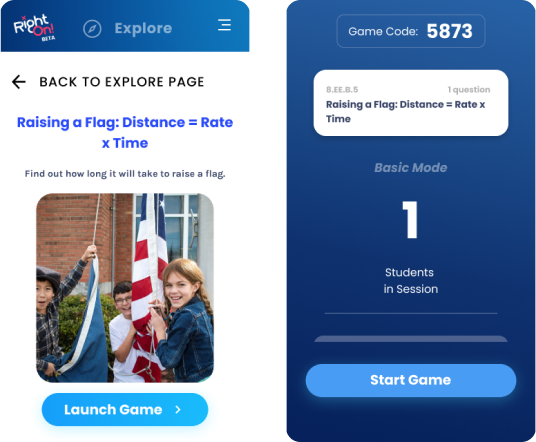 Right
On!
BETA
Explore
BACK TO EXPLORE PAGE
Raising a Flag: Distance = Rate
x Time
Find out how long it will take to raise a flag.
Launch Game
Game Code: 5873
8.EE.B.5 1 question
Raising a Flag: Distance = Rate x
Time
Basic Mode
1
Students
in Session
Start Game